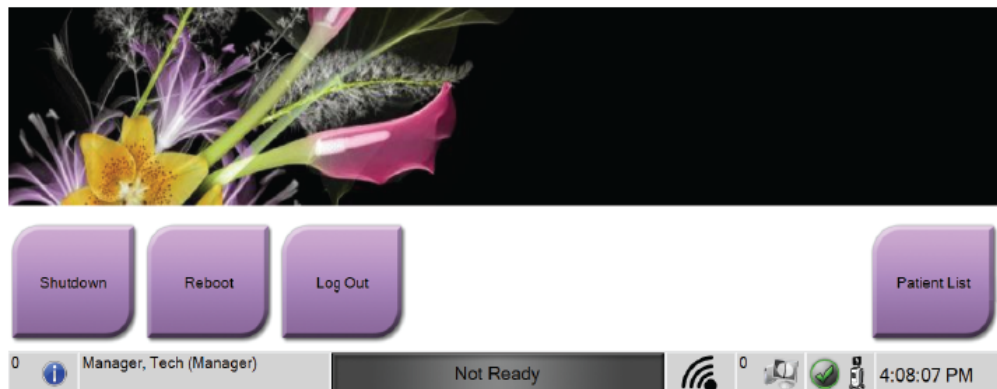 Shutdown
Reboot
Log Out
Patient List
0
Manager, Tech (Manager)
Not Ready
0
4:08:07 PM